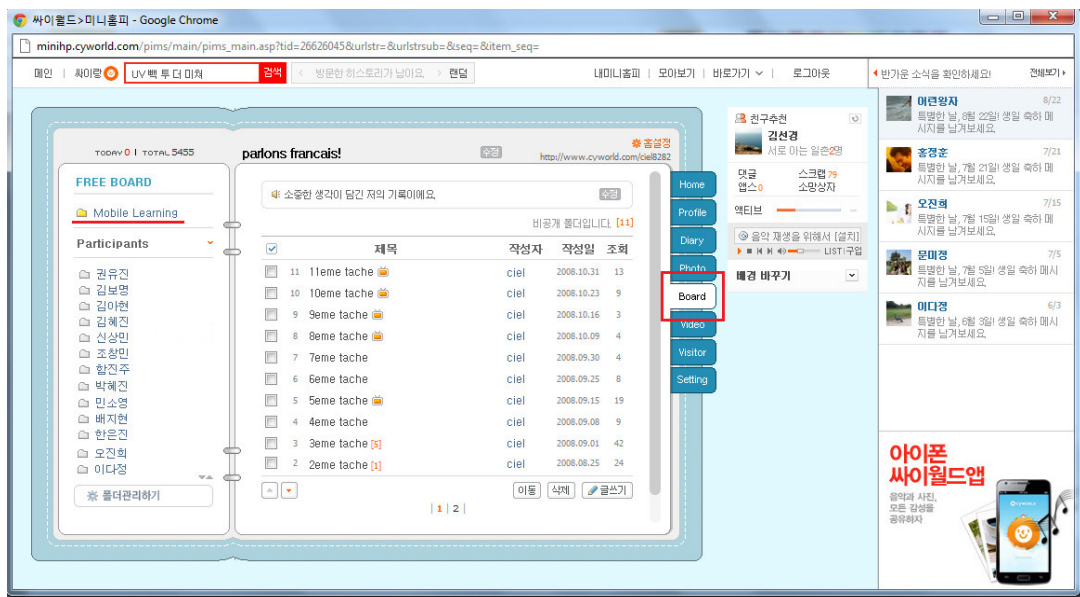 싸이월드>미니홈피 - Google Chrome
minihp.cyworld.com/pims/main/pims_main.asp?tid=26626045&urlstr=&urlstrsub=&seq=&item_seq=
메인 | 싸이랑 UV 백 투 더 미쳐 검색 < 방문한 히스토리가 남아요. > 랜덤 내미니홈피 | 모아보기 | 바로가기 | 로그아웃
반가운 소식을 확인하세요! 전체보기
TODAY 0 | TOTAL 5455
parlons francais! 수정
홈설정
http://www.cyworld.com/ciel8282
FREE BOARD
Mobile Learning
Participants
권유진
김보명
김아현
김혜진
신상민
조창민
함진주
박혜진
민소영
배지현
한은진
오진희
이다정
폴더관리하기
소중한 생각이 담긴 저의 기록이예요. 수정
비공개 폴더입니다. [11]
제목 작성자 작성일 조회
11 11eme tache ciel 2008.10.31 13
10 10eme tache ciel 2008.10.23 9
9 9eme tache ciel 2008.10.16 3
8 8eme tache ciel 2008.10.09 4
7 7eme tache ciel 2008.09.30 4
6 6eme tache ciel 2008.09.25 8
5 5eme tache ciel 2008.09.15 19
4 4eme tache ciel 2008.09.08 9
3 3eme tache [5] ciel 2008.09.01 42
2 2eme tache [1] ciel 2008.08.25 24
이동 삭제 글쓰기
| 1 | 2 |
Home
Profile
Diary
Photo
Board
Video
Visitor
Setting
친구추천
김선경
서로 아는 일촌2명
댓글 스크랩 79
앱스 0 소망상자
액티브
음악 재생을 위해서 [설치]
LIST 구입
배경 바꾸기
어린왕자 8/22
특별한 날, 8월 22일! 생일 축하 메
시지를 남겨보세요.
홍정훈 7/21
특별한 날, 7월 21일! 생일 축하 메
시지를 남겨보세요.
오진희 7/15
특별한 날, 7월 15일! 생일 축하 메
시지를 남겨보세요.
문미정 7/5
특별한 날, 7월 5일! 생일 축하 메시
지를 남겨보세요.
이다정 6/3
특별한 날, 6월 3일! 생일 축하 메시
지를 남겨보세요.
아이폰
싸이월드앱
음악과 사진,
모든 감성을
공유하자
cyworld